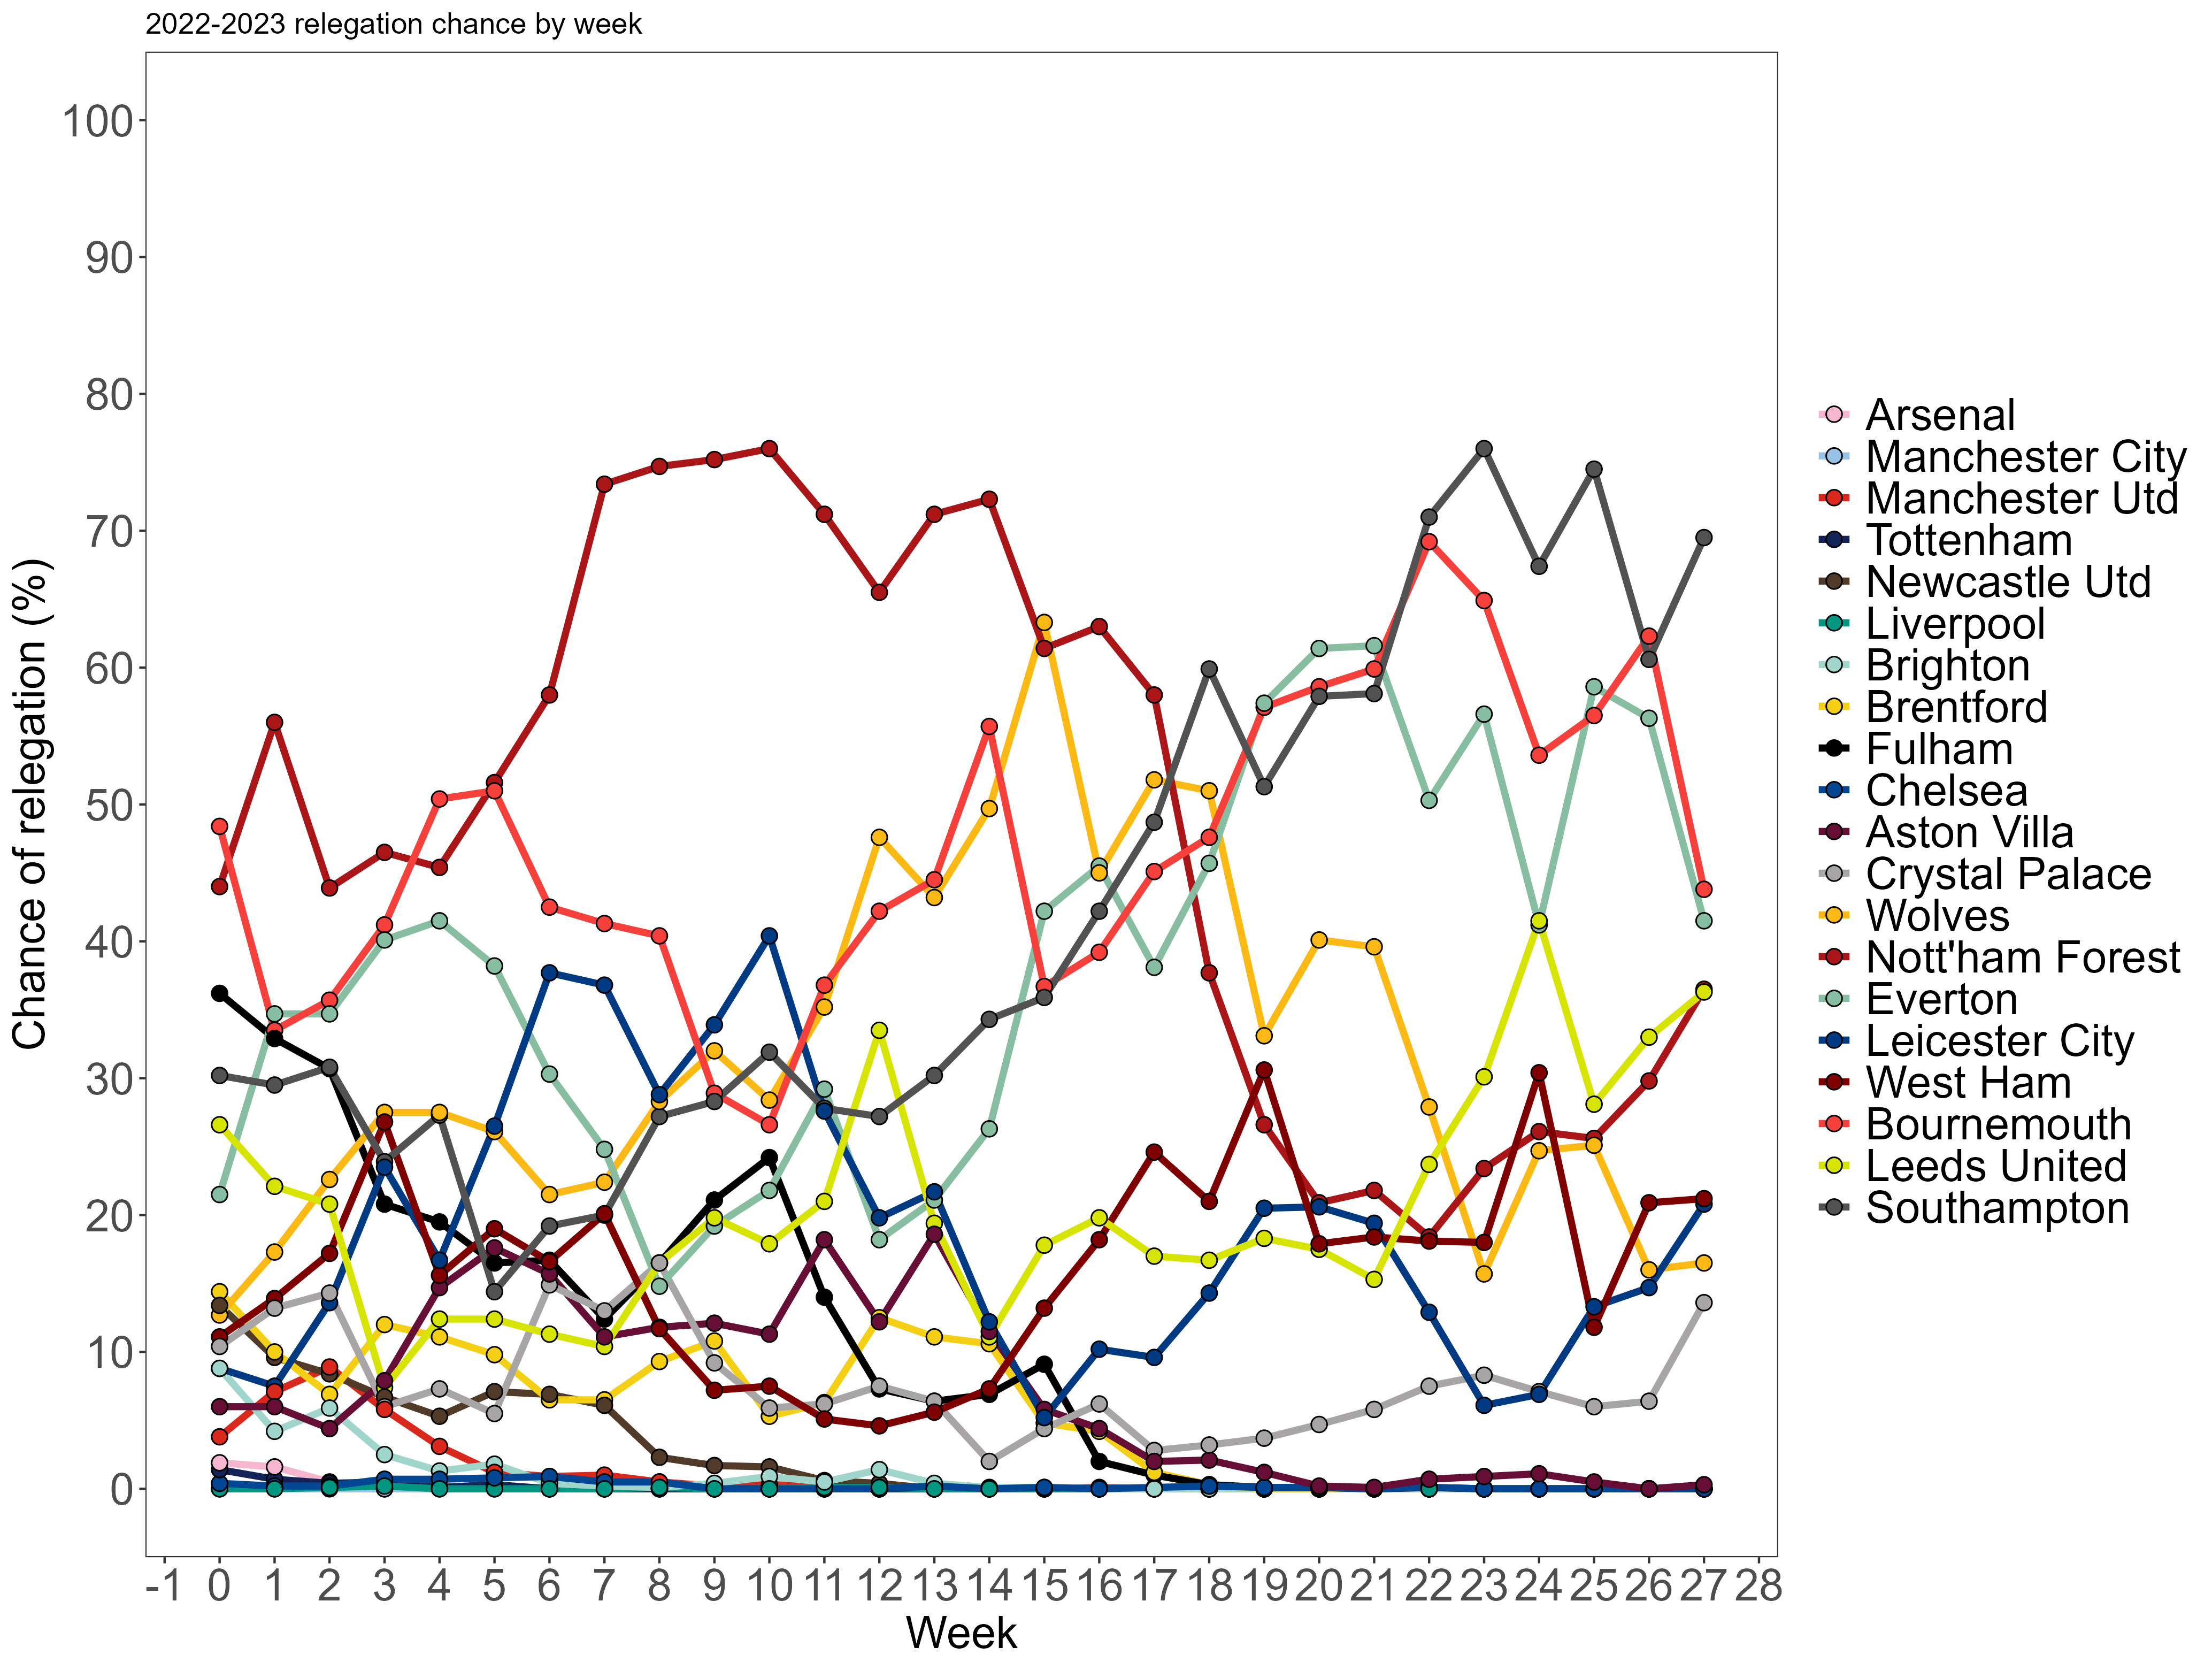 2022-2023 relegation chance by week
Chance of relegation (%)
100
90
80
70
60
50
40
30
20
10
0
-1 0 1 2 3 4 5 6 7 8 9 10 11 12 13 14 15 16 17 18 19 20 21 22 23 24 25 26 27 28
Week
Arsenal
Manchester City
Manchester Utd
Tottenham
Newcastle Utd
Liverpool
Brighton
Brentford
Fulham
Chelsea
Aston Villa
Crystal Palace
Wolves
Nott'ham Forest
Everton
Leicester City
West Ham
Bournemouth
Leeds United
Southampton